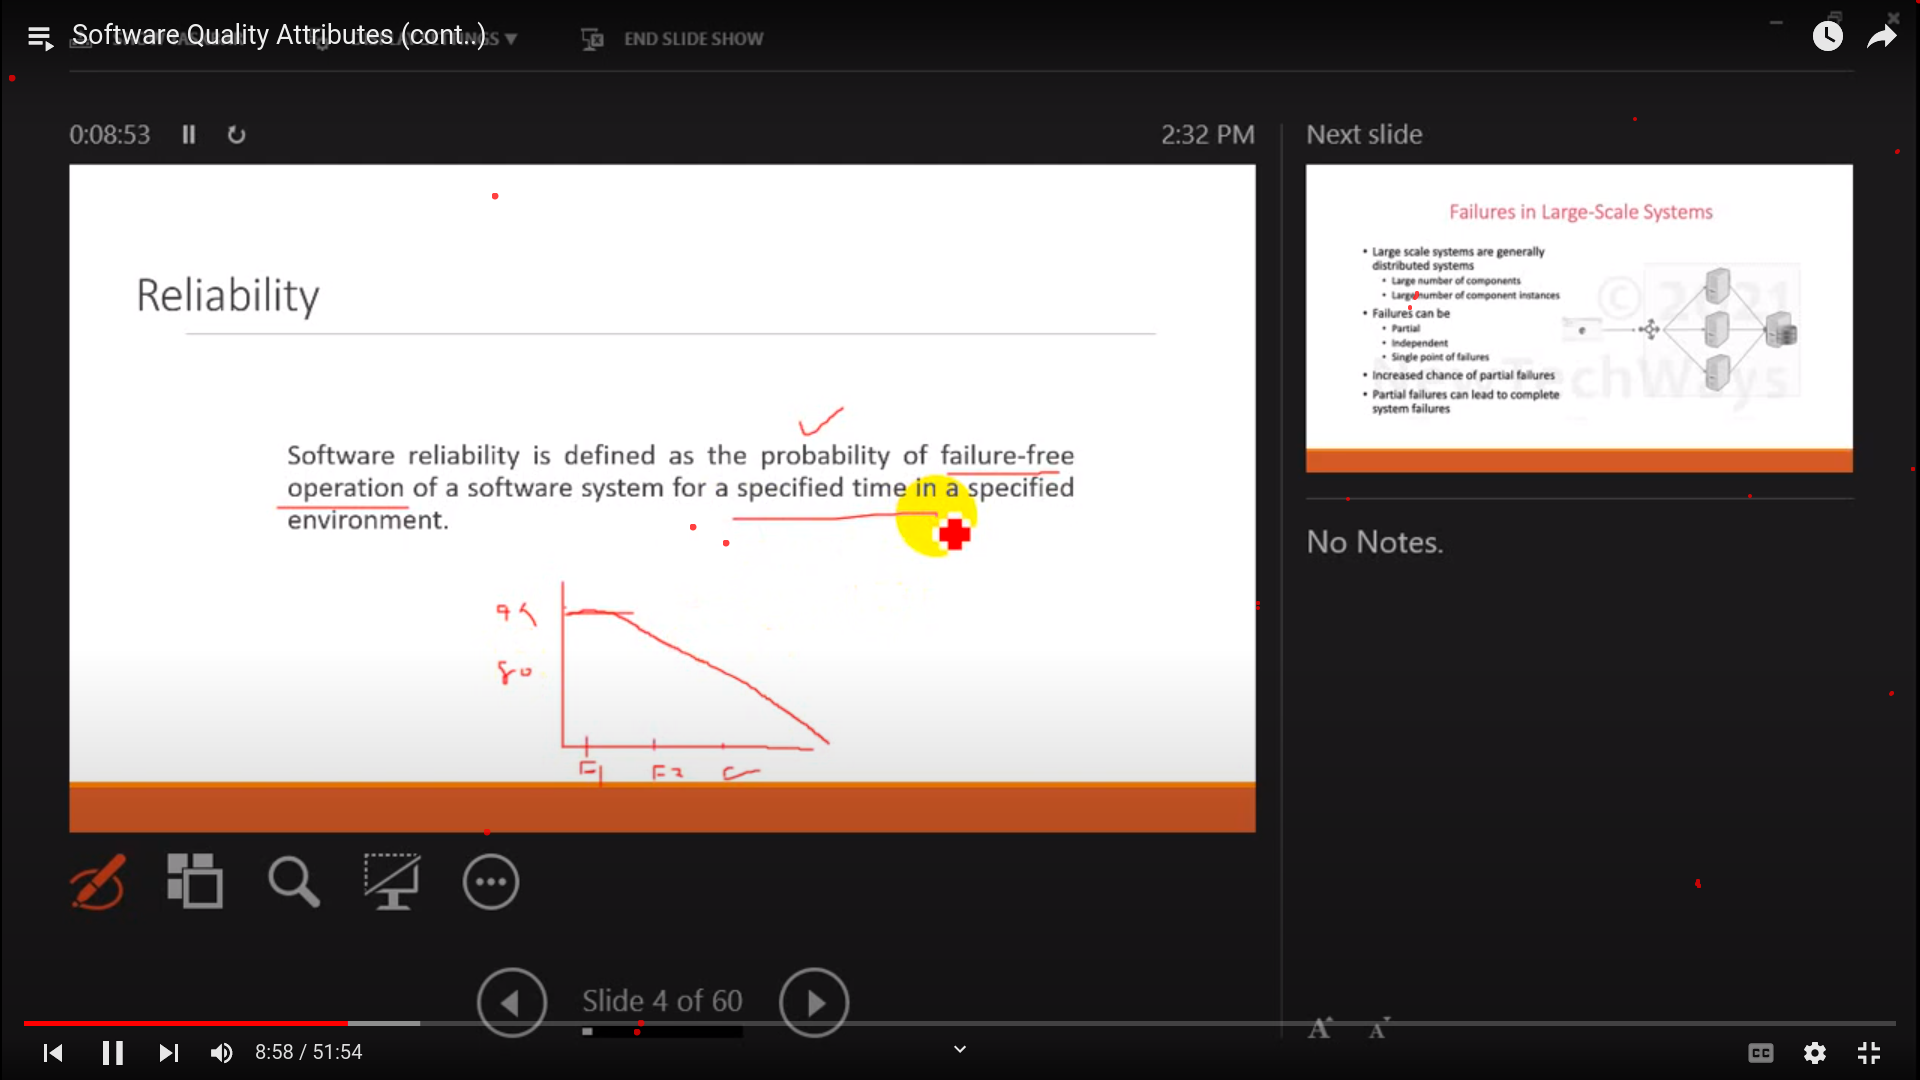 Software Quality Attributes (cont..)
END SLIDE SHOW
0:08:53
2:32 PM
Next slide
Reliability
Software reliability is defined as the probability of failure-free
operation of a software system for a specified time in a specified
environment.
80
F1 F2
Failures in Large-Scale Systems
• Large scale systems are generally
distributed systems
• Large number of components
• Large number of component instances
• Failures can be
• Partial
• Independent
• Single point of failures
• Increased chance of partial failures
• Partial failures can lead to complete
system failures
© 2021
NewTechWays
No Notes.
Slide 4 of 60
A A
8:58 / 51:54
CC